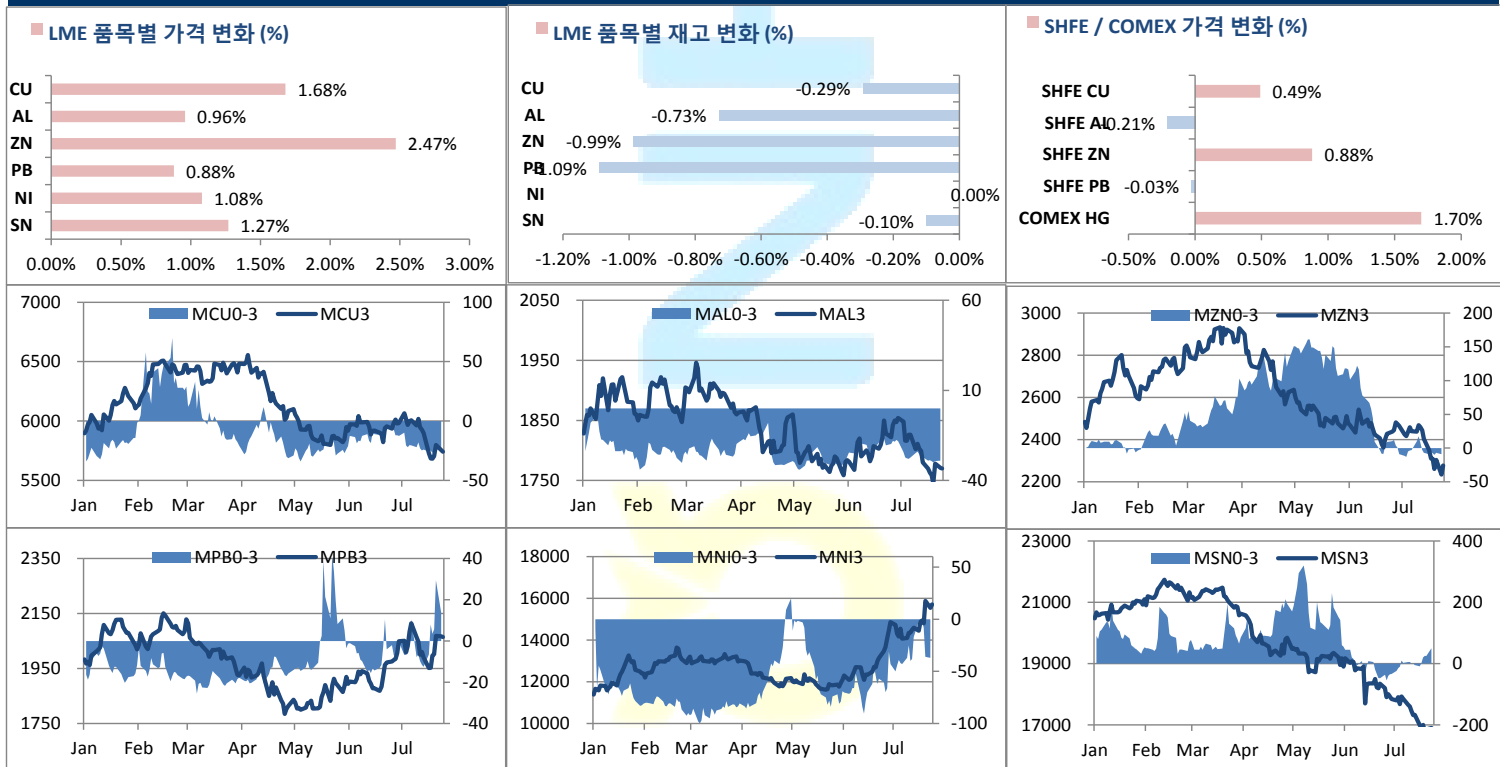 LME 품목별 가격 변화 (%)
CU 1.68%
AL 0.96%
ZN 2.47%
PB 0.88%
NI 1.08%
SN 1.27%
0.00% 0.50% 1.00% 1.50% 2.00% 2.50% 3.00%
LME 품목별 재고 변화 (%)
CU -0.29%
AL -0.73%
ZN -0.99%
PB -1.09%
NI 0.00%
SN -0.10%
-1.20% -1.00% -0.80% -0.60% -0.40% -0.20% 0.00%
SHFE / COMEX 가격 변화 (%)
SHFE CU 0.49%
SHFE AL -0.21%
SHFE ZN 0.88%
SHFE PB -0.03%
COMEX HG 1.70%
-0.50% 0.00% 0.50% 1.00% 1.50% 2.00%
MCU0-3 MCU3
7000 100
6500 50
6000 0
5500 -50
Jan Feb Mar Apr May Jun Jul
MAL0-3 MAL3
2050 60
1950
10
1850
1750 -40
Jan Feb Mar Apr May Jun Jul
MZN0-3 MZN3
3000 200
150
2800
100
2600
50
2400
0
2200 -50
Jan Feb Mar Apr May Jun Jul
MPB0-3 MPB3
2350 40
20
2150
0
1950
-20
1750 -40
Jan Feb Mar Apr May Jun Jul
MNI0-3 MNI3
18000
50
16000
0
14000
-50
12000
10000 -100
Jan Feb Mar Apr May Jun Jul
MSN0-3 MSN3
23000 400
21000 200
19000 0
17000 -200
Jan Feb Mar Apr May Jun Jul